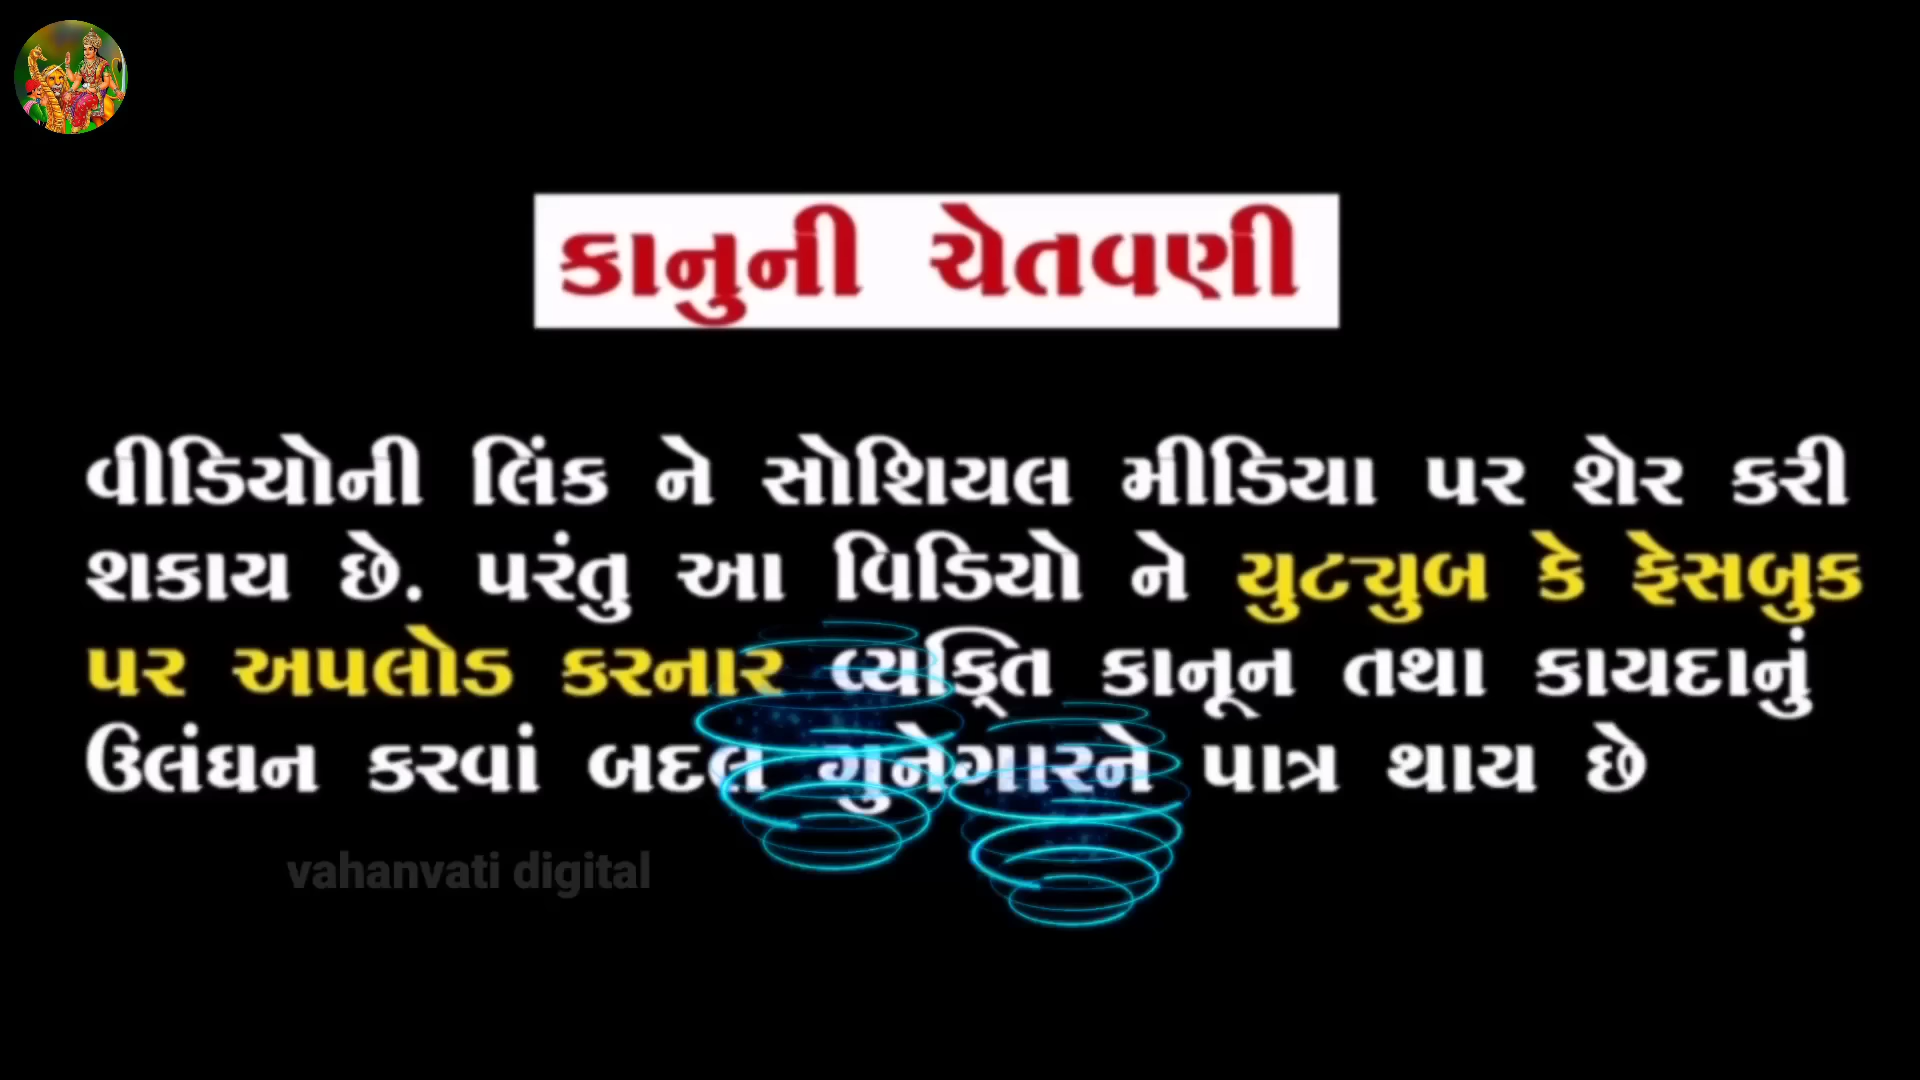 કાનુની ચેતવણી
વીડિયોની લિંક ને સોશિયલ મીડિયા પર શેર કરી
શકાય છે. પરંતુ આ વિડિયો ને યુટ્યુબ કે ફેસબુક
પર અપલોડ કરનાર વ્યક્તિ કાનૂન તથા કાયદાનું
ઉલંઘન કરવાં બદલ ગુનેગારને પાત્ર થાય છે
vahanvati digital